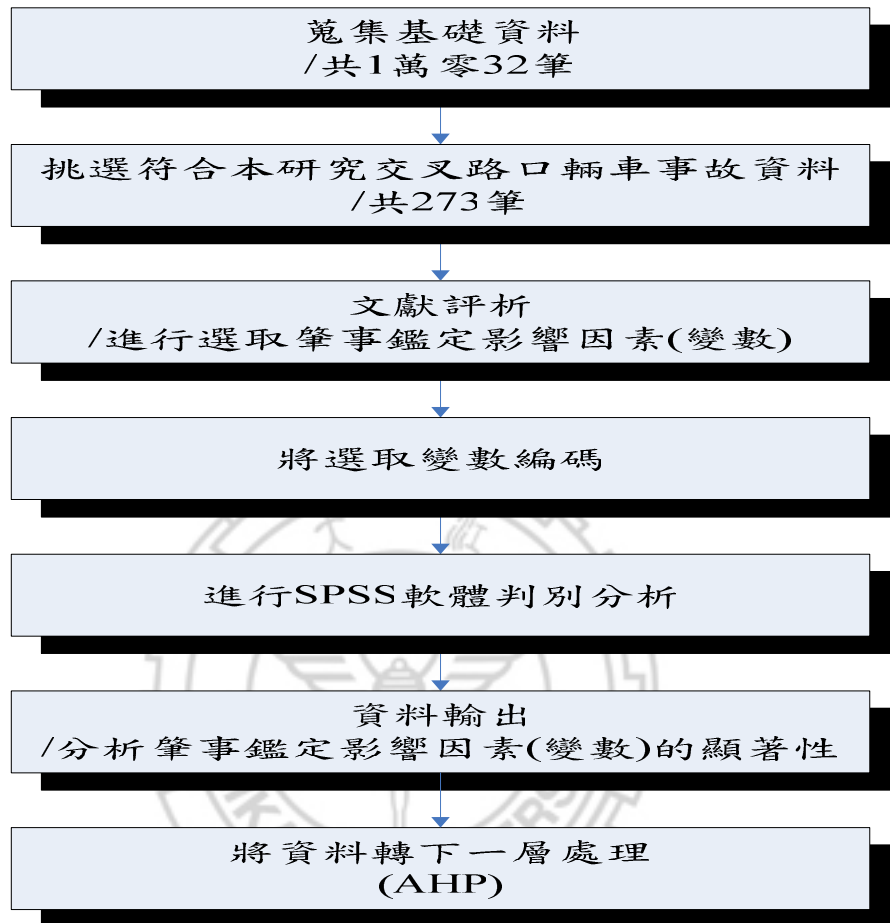 蒐集基礎資料
/共1萬零32筆
挑選符合本研究交叉路口輛車事故資料
/共273筆
文獻評析
/進行選取肇事鑑定影響因素(變數)
將選取變數編碼
進行SPSS軟體判別分析
資料輸出
/分析肇事鑑定影響因素(變數)的顯著性
將資料轉下一層處理
(AHP)